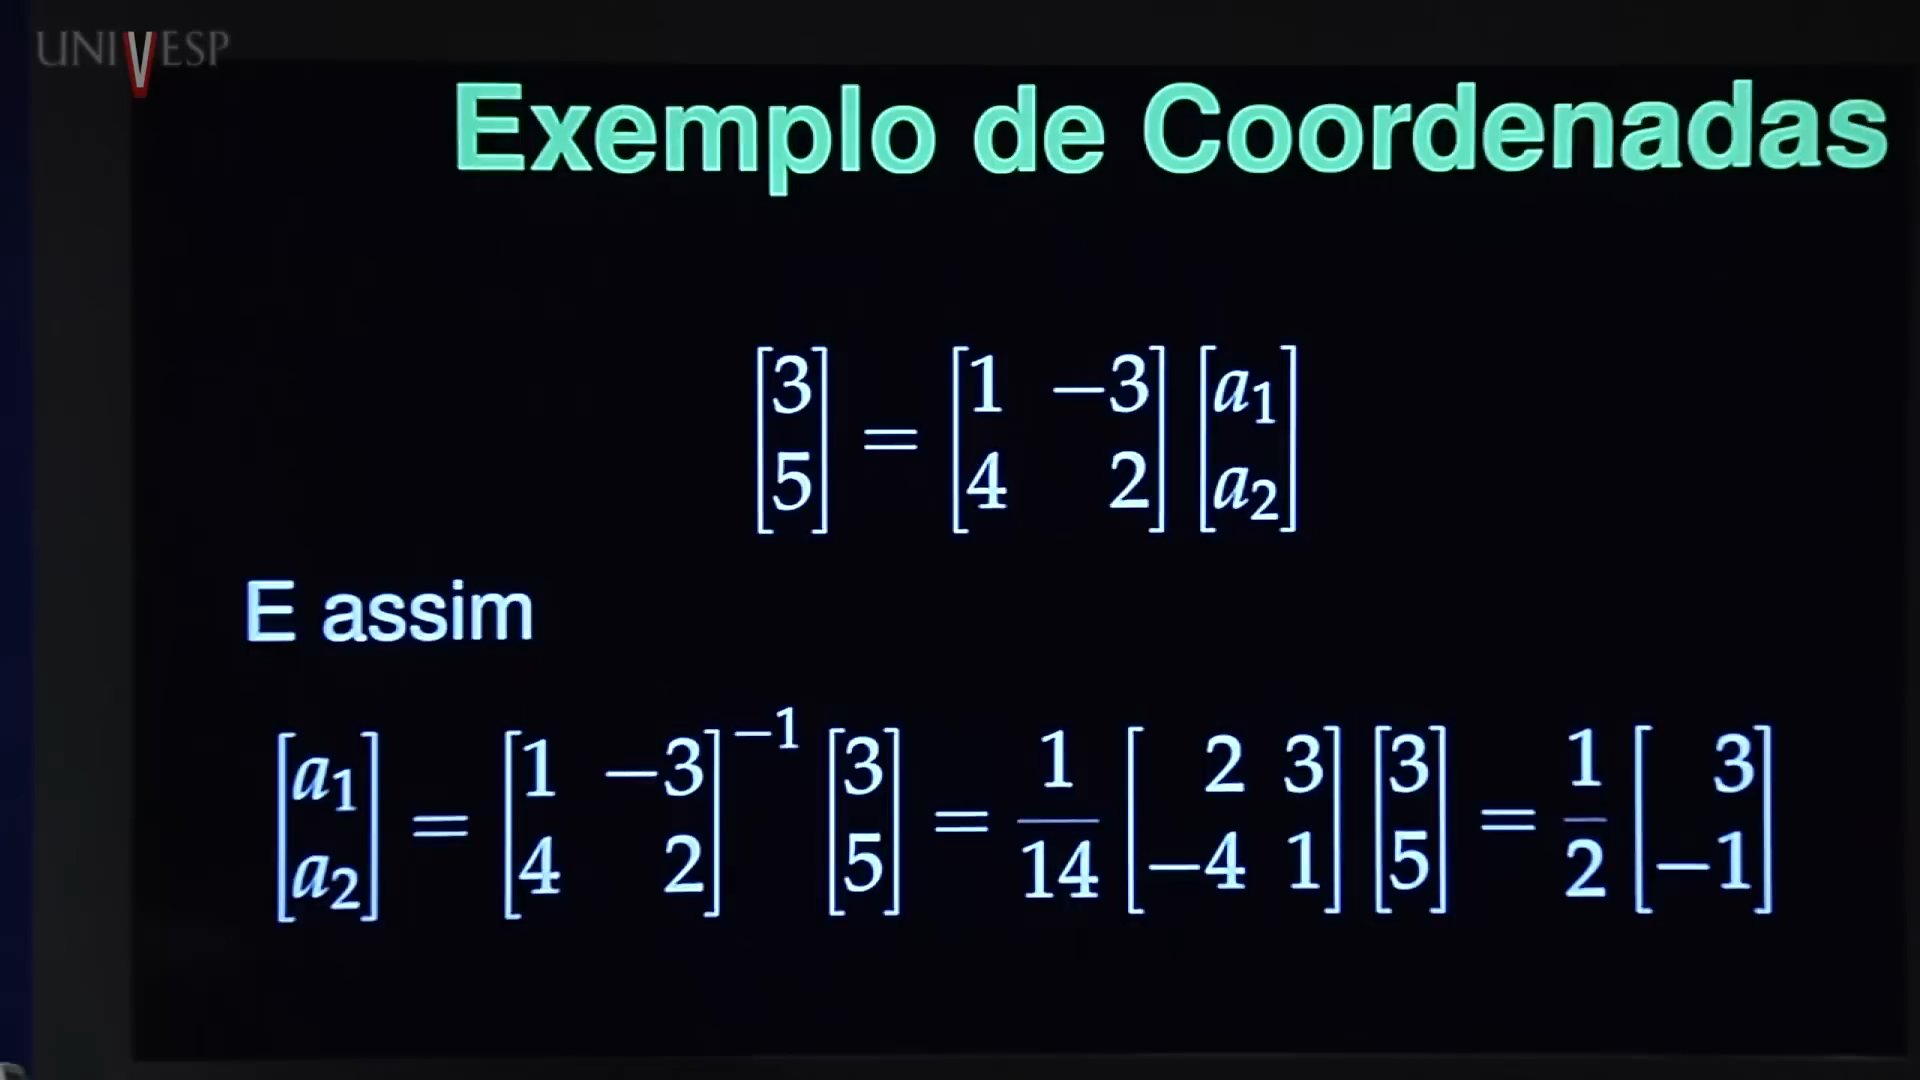 UNIVESP
Exemplo de Coordenadas
[3; 5] = [1 −3; 4 2] [a₁; a₂]
E assim
[a₁; a₂] = [1 −3; 4 2]⁻¹ [3; 5] = 1/14 [2 3; −4 1] [3; 5] = 1/2 [3; −1]